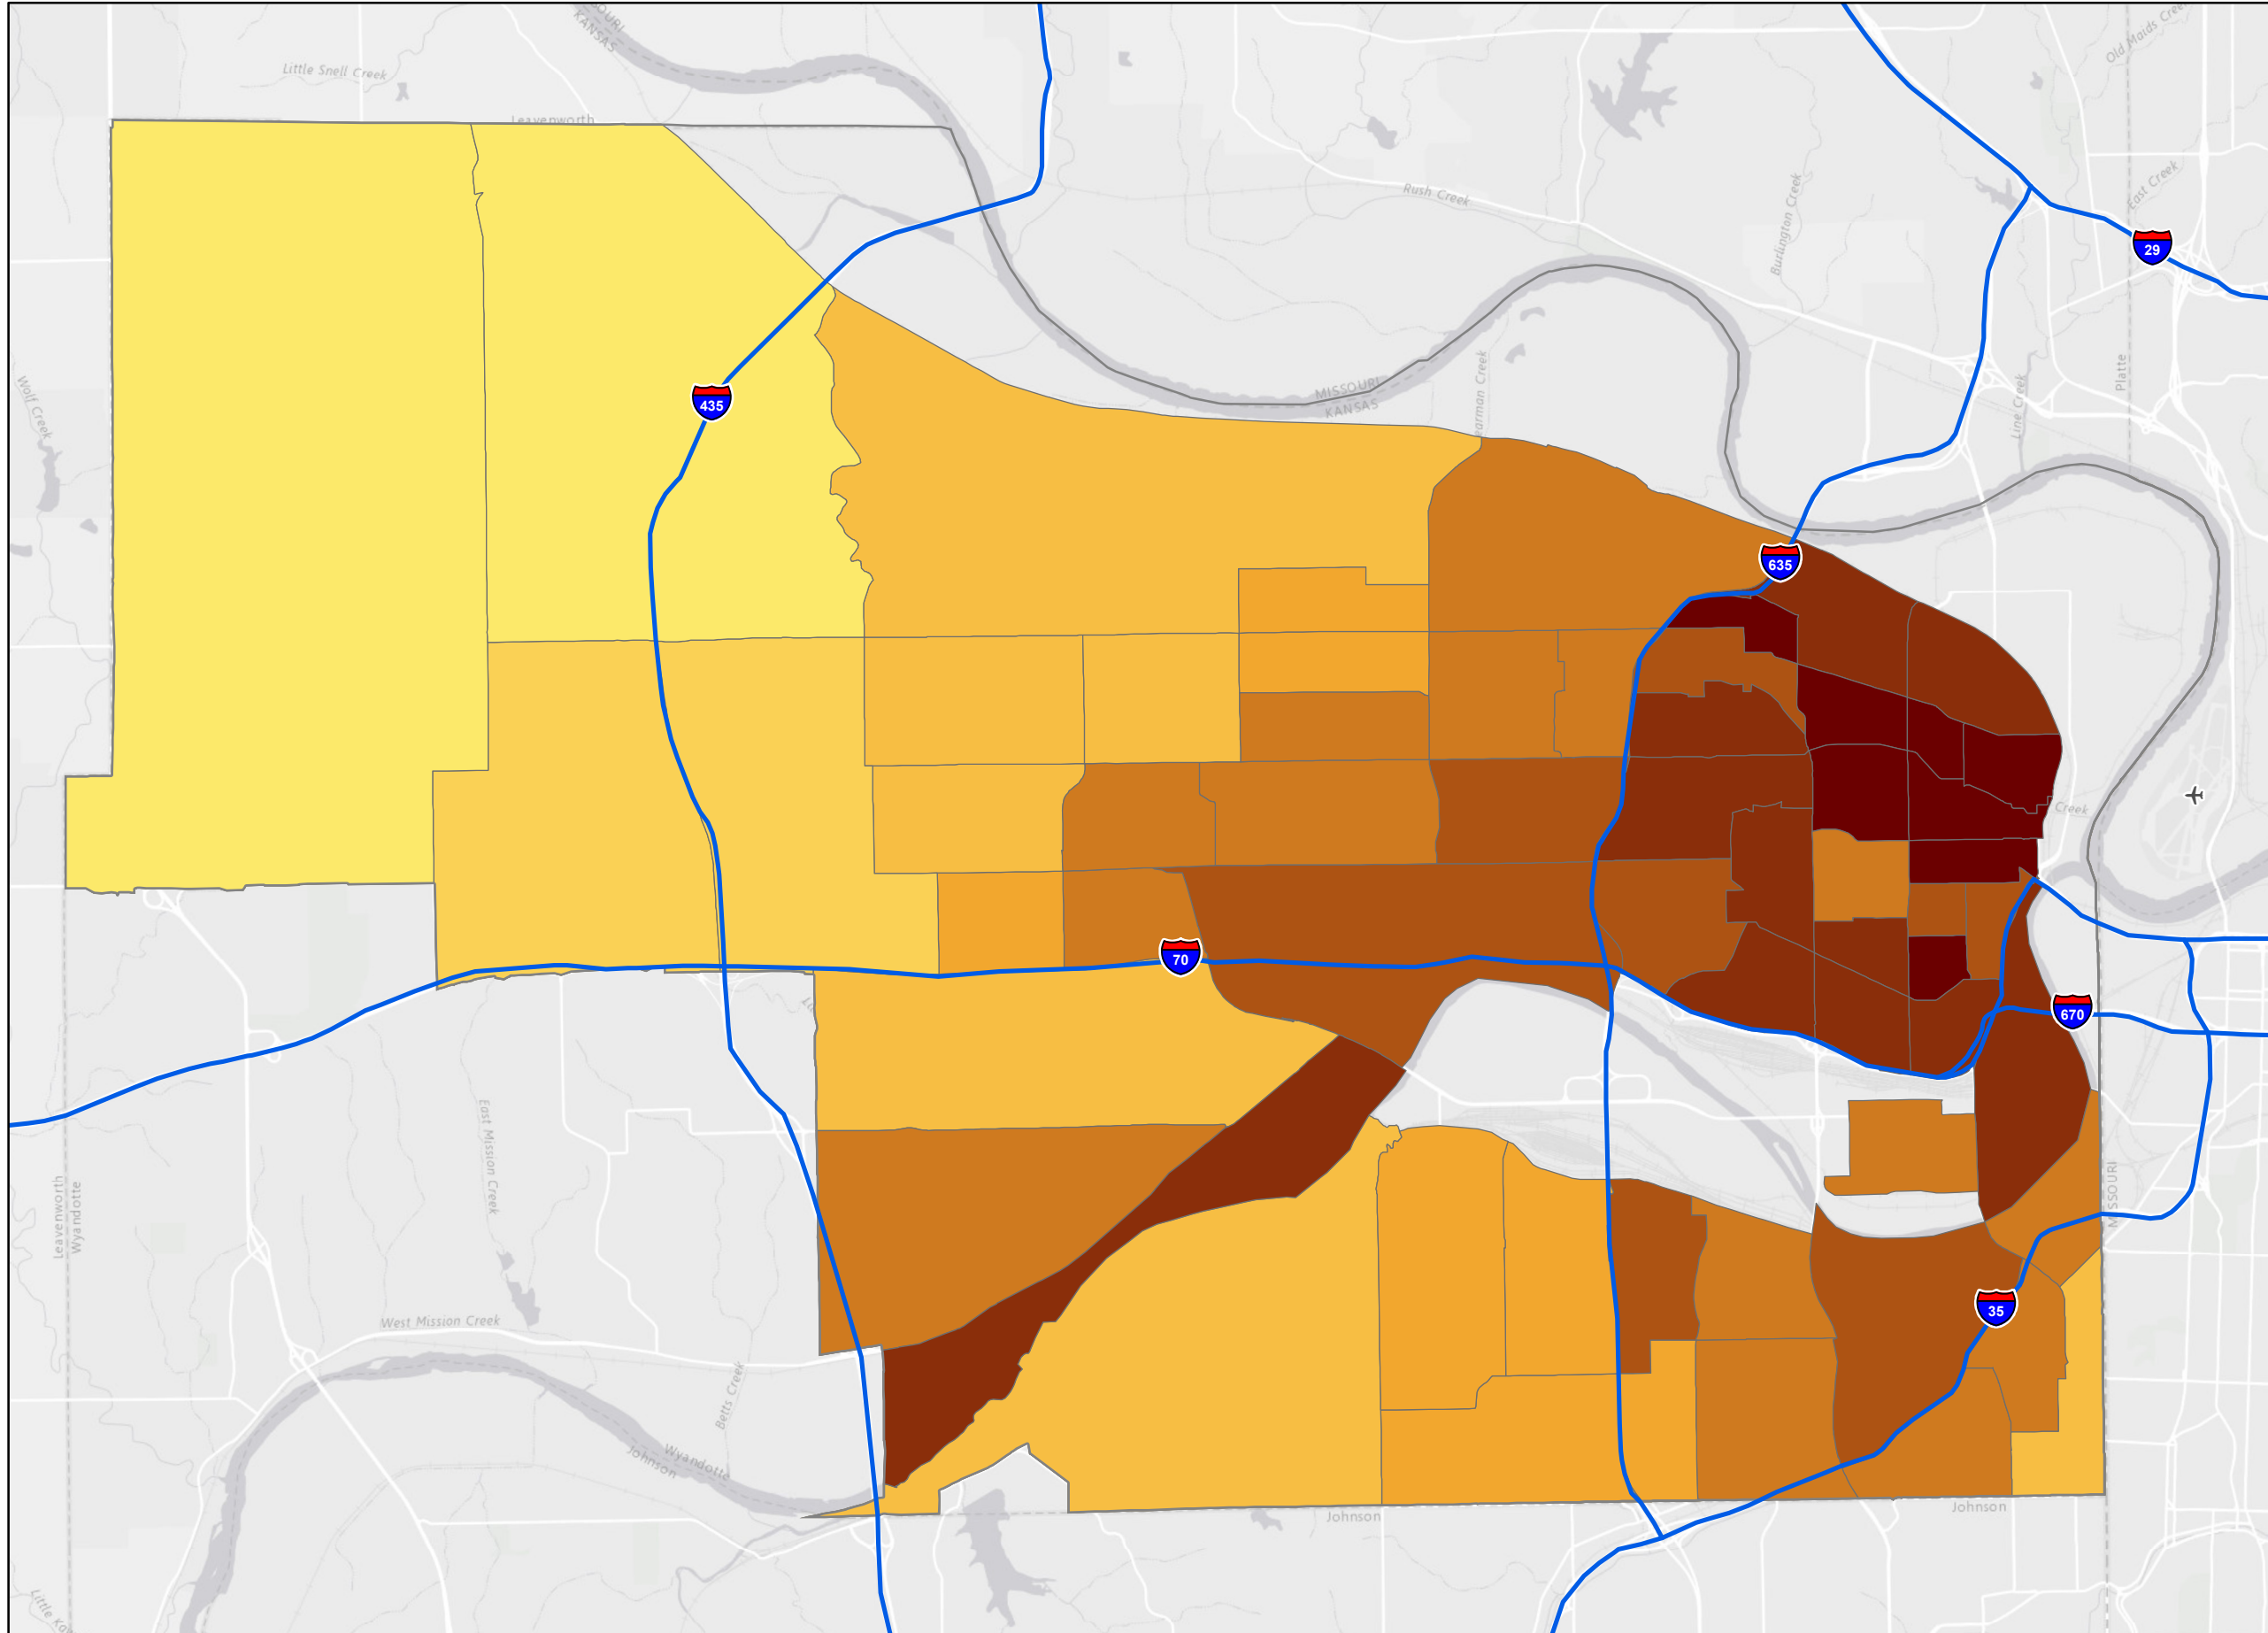 Old Maids Creek
KANSAS
Little Snell Creek
Leavenworth
Rush Creek
East Creek
Burlington Creek
29
Platte
MISSOURI
KANSAS
Line Creek
Wolf Creek
435
635
Creek
70
670
East Mission Creek
Leavenworth
Wyandotte
MISSOURI
35
West Mission Creek
Betts Creek
Wyandotte
Johnson
Johnson
Johnson